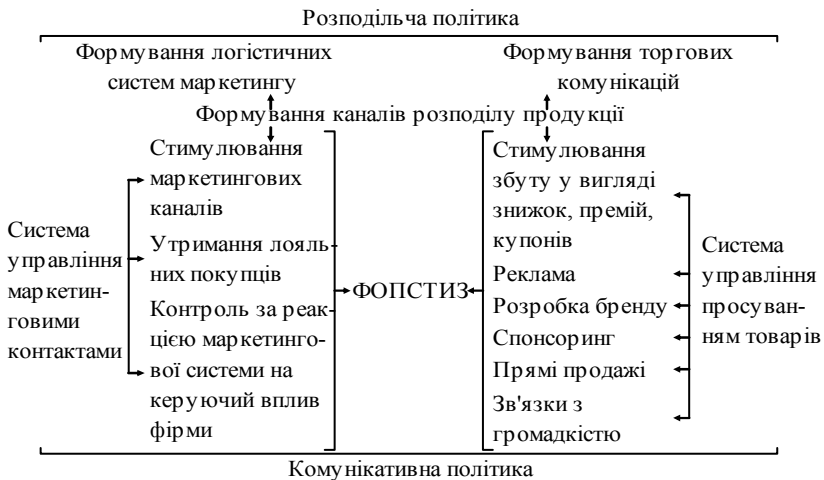 Розподільча політика
Формування логістичних
систем маркетингу
Формування торгових
комунікацій
Формування каналів розподілу продукції
Система
управління
маркетин-
говими
контактами
Стимулювання
маркетингових
каналів
Утримання лояль-
них покупців
Контроль за реак-
цією маркетинго-
вої системи на
керуючий вплив
фірми
ФОПСТИЗ
Стимулювання
збуту у вигляді
знижок, премій,
купонів
Реклама
Розробка бренду
Спонсоринг
Прямі продажі
Зв'язки з
громадкістю
Система
управління
просуван-
ням товарів
Комунікативна політика